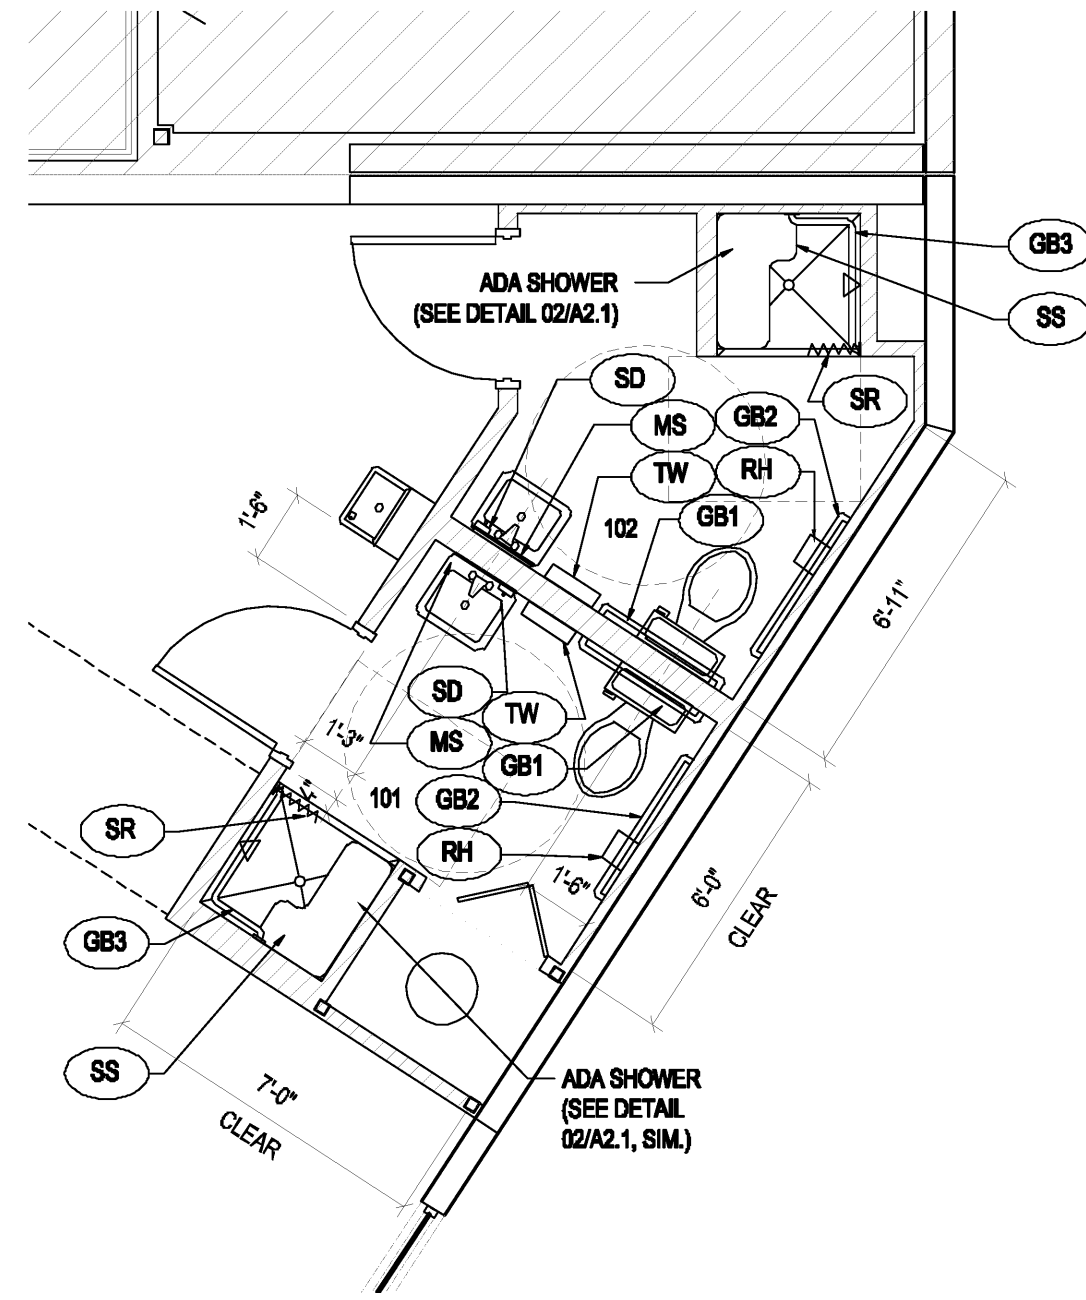 GB3
ADA SHOWER
(SEE DETAIL 02/A2.1)
SS
SD
SR
MS
GB2
TW
RH
1'-6"
GB1
102
6'-11"
SD
TW
1'-3"
MS
GB1
101
GB2
SR
RH
1'-6"
6'-0"
CLEAR
GB3
SS
7'-0"
CLEAR
ADA SHOWER
(SEE DETAIL
02/A2.1, SIM.)